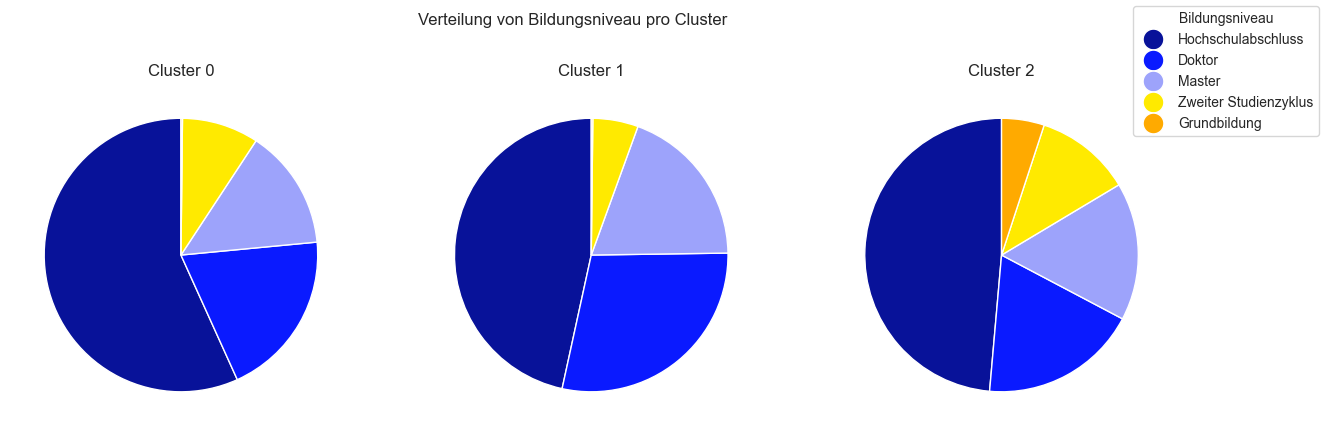 Verteilung von Bildungsniveau pro Cluster
Cluster 0
Cluster 1
Cluster 2
Bildungsniveau
Hochschulabschluss
Doktor
Master
Zweiter Studienzyklus
Grundbildung